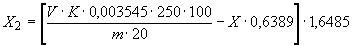 X₂ = [ V · K · 0,003545 · 250 · 100 / m · 20 − X · 0,6389 ] · 1,6485